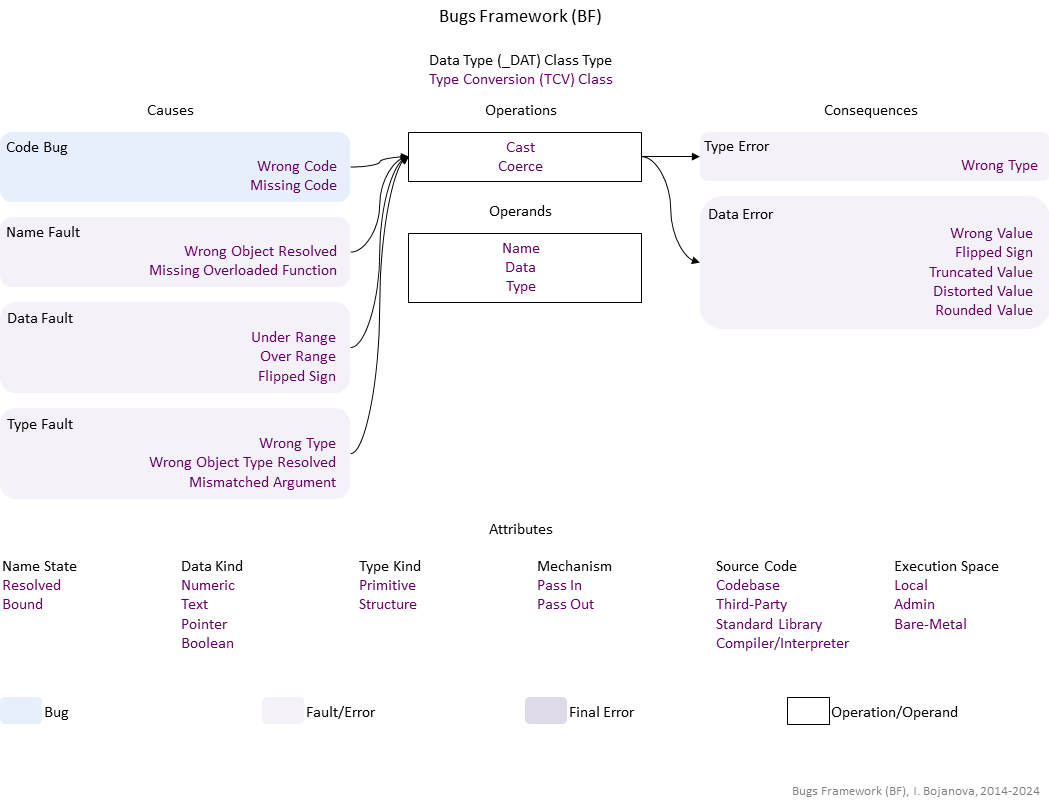 Bugs Framework (BF)
Data Type (_DAT) Class Type
Type Conversion (TCV) Class
Causes
Operations
Consequences
Code Bug
Wrong Code
Missing Code
Name Fault
Wrong Object Resolved
Missing Overloaded Function
Data Fault
Under Range
Over Range
Flipped Sign
Type Fault
Wrong Type
Wrong Object Type Resolved
Mismatched Argument
Cast
Coerce
Operands
Name
Data
Type
Type Error
Wrong Type
Data Error
Wrong Value
Flipped Sign
Truncated Value
Distorted Value
Rounded Value
Attributes
Name State
Resolved
Bound
Data Kind
Numeric
Text
Pointer
Boolean
Type Kind
Primitive
Structure
Mechanism
Pass In
Pass Out
Source Code
Codebase
Third-Party
Standard Library
Compiler/Interpreter
Execution Space
Local
Admin
Bare-Metal
Bug
Fault/Error
Final Error
Operation/Operand
Bugs Framework (BF), I. Bojanova, 2014-2024